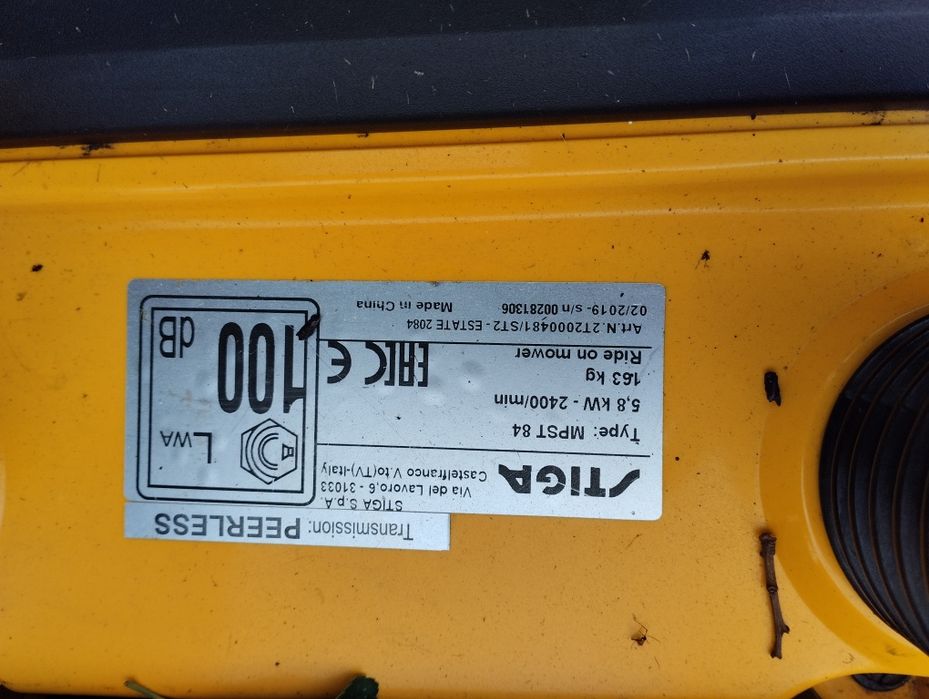 Transmission: PEERLESS
STIGA
STIGA S.p.A.
Via del Lavoro,6 - 31033
Castelfranco V.to(TV)-Italy
Type: MPST 84
5,8 kW - 2400/min
163 kg
Ride on mower
EAC CE
Art.N.2T2000481/ST2 - ESTATE 2084
02/2019- s/n 00281306
Made in China
LWA
100
dB